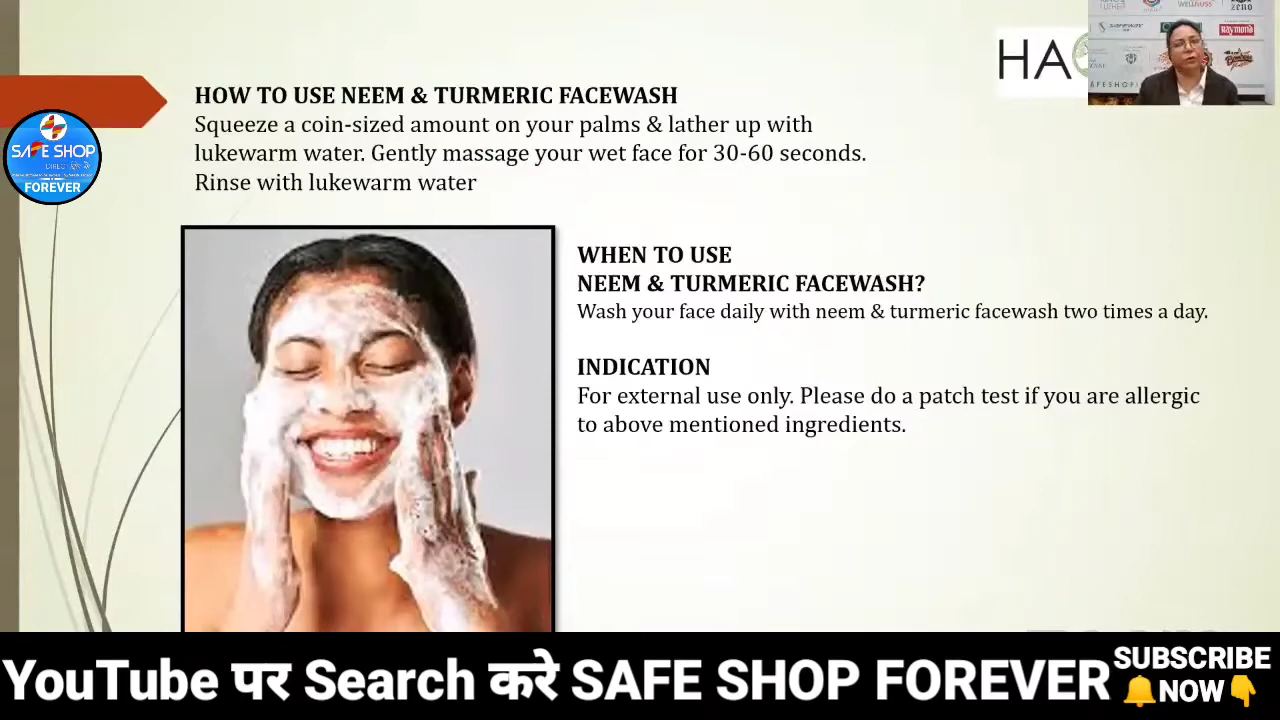 HOW TO USE NEEM & TURMERIC FACEWASH
Squeeze a coin-sized amount on your palms & lather up with
lukewarm water. Gently massage your wet face for 30-60 seconds.
Rinse with lukewarm water
HA
SAFEWAY
Raymond
SAFE SHOP
FOREVER
WHEN TO USE
NEEM & TURMERIC FACEWASH?
Wash your face daily with neem & turmeric facewash two times a day.
INDICATION
For external use only. Please do a patch test if you are allergic
to above mentioned ingredients.
YouTube पर Search करे SAFE SHOP FOREVER
SUBSCRIBE
🔔NOW👇